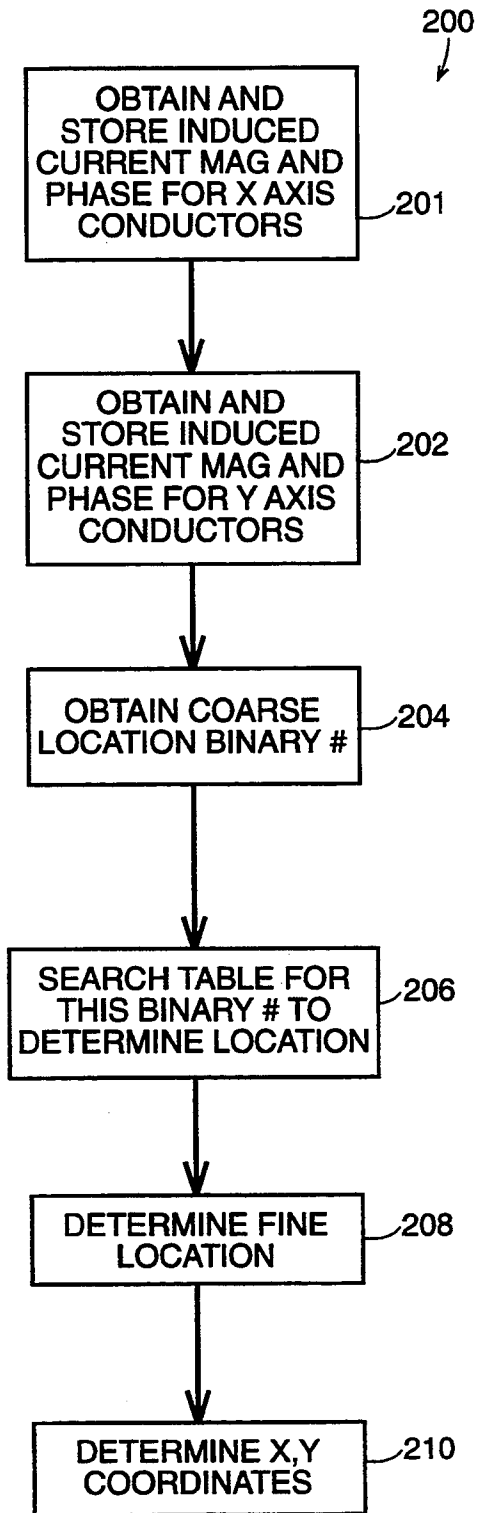 200
OBTAIN AND
STORE INDUCED
CURRENT MAG AND
PHASE FOR X AXIS
CONDUCTORS
201
OBTAIN AND
STORE INDUCED
CURRENT MAG AND
PHASE FOR Y AXIS
CONDUCTORS
202
OBTAIN COARSE
LOCATION BINARY #
204
SEARCH TABLE FOR
THIS BINARY # TO
DETERMINE LOCATION
206
DETERMINE FINE
LOCATION
208
DETERMINE X,Y
COORDINATES
210